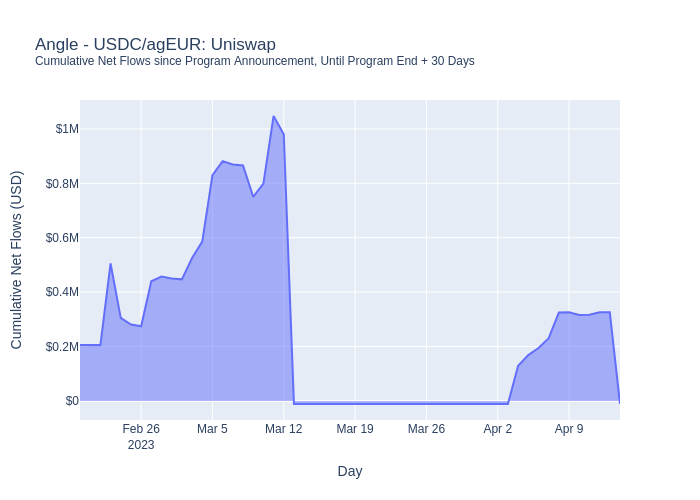 Angle - USDC/agEUR: Uniswap
Cumulative Net Flows since Program Announcement, Until Program End + 30 Days
Cumulative Net Flows (USD)
$1M
$0.8M
$0.6M
$0.4M
$0.2M
$0
Feb 26 Mar 5 Mar 12 Mar 19 Mar 26 Apr 2 Apr 9
2023
Day